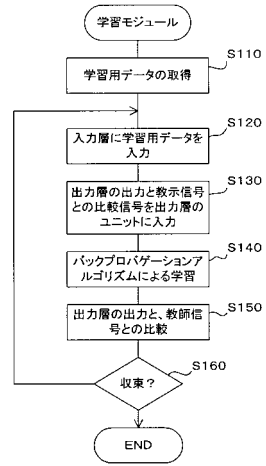 学習モジュール
S110
学習用データの取得
S120
入力層に学習用データを
入力
S130
出力層の出力と教示信号
との比較信号を出力層の
ユニットに入力
S140
バックプロパゲーションア
ルゴリズムによる学習
S150
出力層の出力と、教師信
号との比較
S160
収束?
END